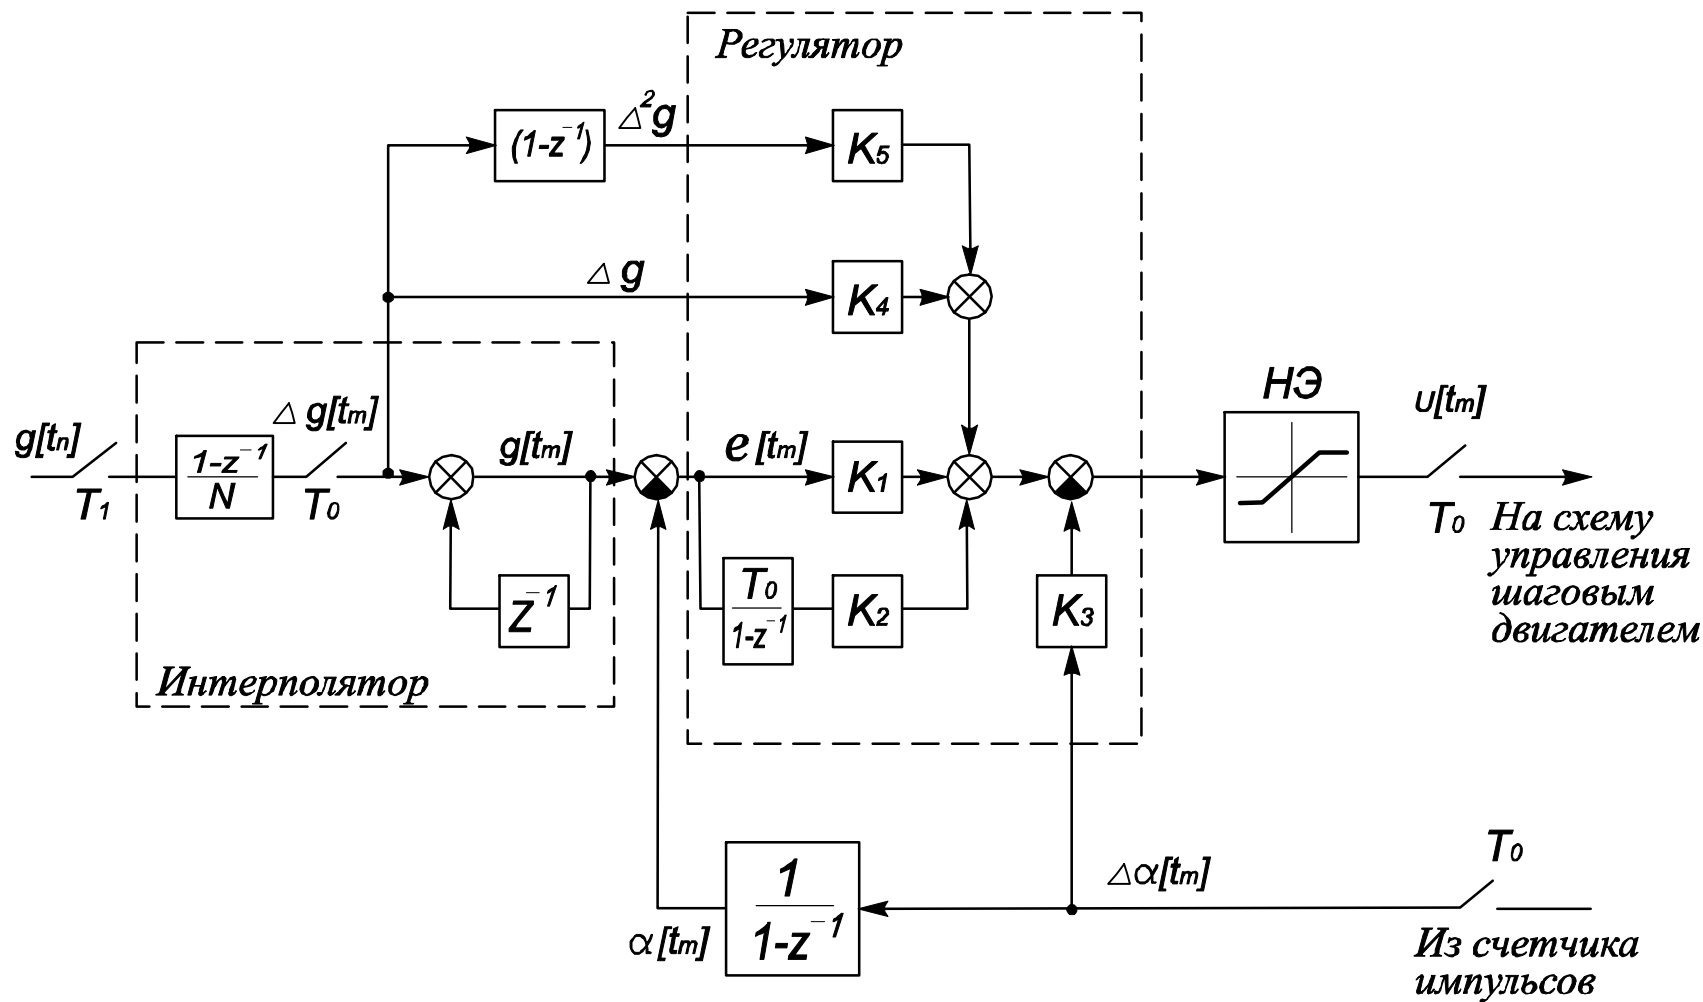 Регулятор
(1-z⁻¹)
△²g
K₅
△ g
K₄
g[tₙ]
T₁
1-z⁻¹
N
△ g[tₘ]
T₀
g[tₘ]
e [tₘ]
K₁
НЭ
υ[tₘ]
T₀
На схему
управления
шаговым
двигателем
Z⁻¹
T₀
1-z⁻¹
K₂
K₃
Интерполятор
1
1-z⁻¹
α[tₘ]
△α[tₘ]
T₀
Из счетчика
импульсов